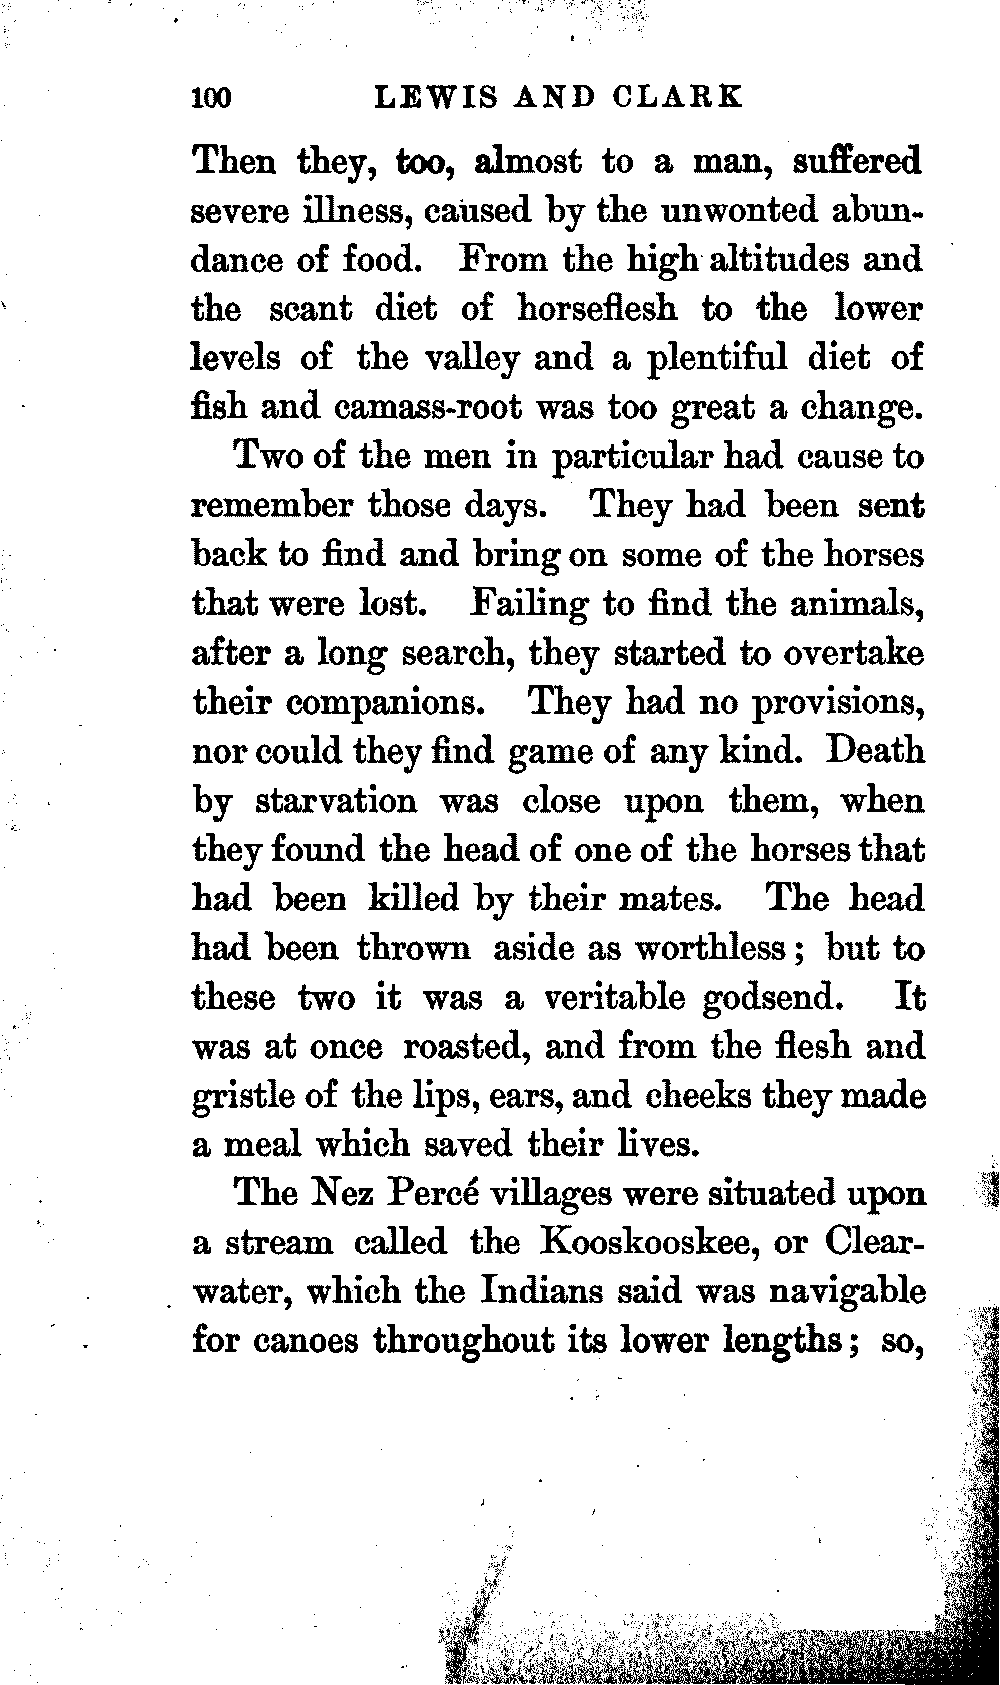 100 LEWIS AND CLARK
Then they, too, almost to a man, suffered
severe illness, caused by the unwonted abun-
dance of food. From the high altitudes and
the scant diet of horseflesh to the lower
levels of the valley and a plentiful diet of
fish and camass-root was too great a change.
Two of the men in particular had cause to
remember those days. They had been sent
back to find and bring on some of the horses
that were lost. Failing to find the animals,
after a long search, they started to overtake
their companions. They had no provisions,
nor could they find game of any kind. Death
by starvation was close upon them, when
they found the head of one of the horses that
had been killed by their mates. The head
had been thrown aside as worthless; but to
these two it was a veritable godsend. It
was at once roasted, and from the flesh and
gristle of the lips, ears, and cheeks they made
a meal which saved their lives.
The Nez Percé villages were situated upon
a stream called the Kooskooskee, or Clear-
water, which the Indians said was navigable
for canoes throughout its lower lengths; so,